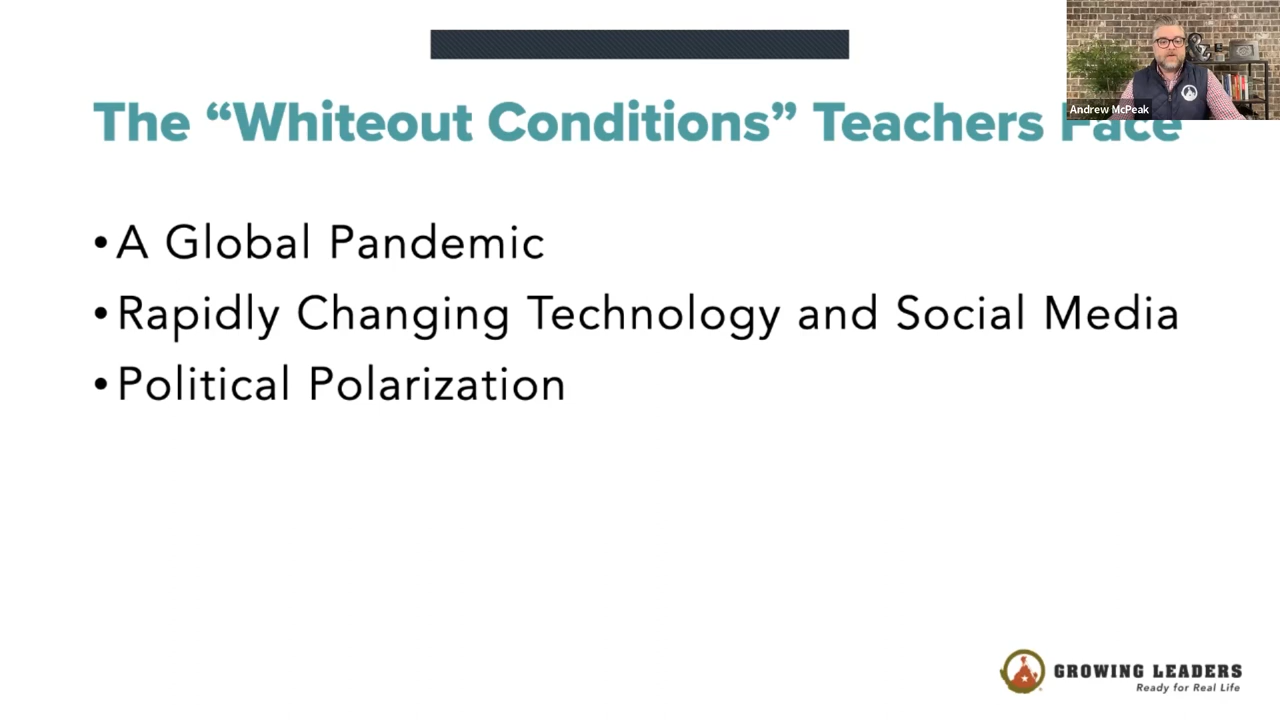 The “Whiteout Conditions” Teachers Face
Andrew McPeak
•A Global Pandemic
•Rapidly Changing Technology and Social Media
•Political Polarization
GROWING LEADERS
Ready for Real Life